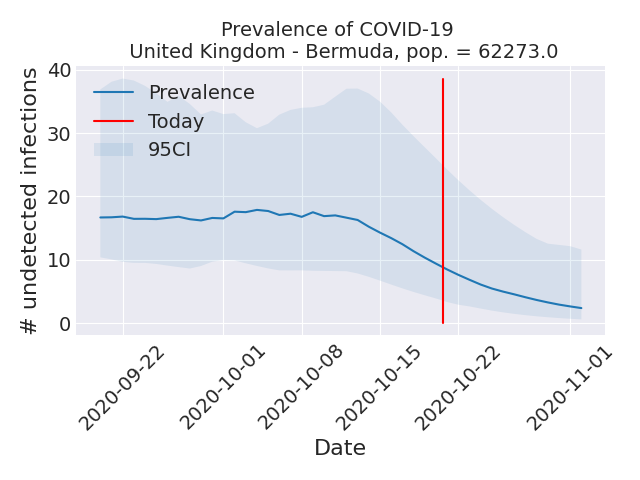 Prevalence of COVID-19
United Kingdom - Bermuda, pop. = 62273.0
# undetected infections
40
30
20
10
0
Prevalence
Today
95CI
2020-09-22
2020-10-01
2020-10-08
2020-10-15
2020-10-22
2020-11-01
Date